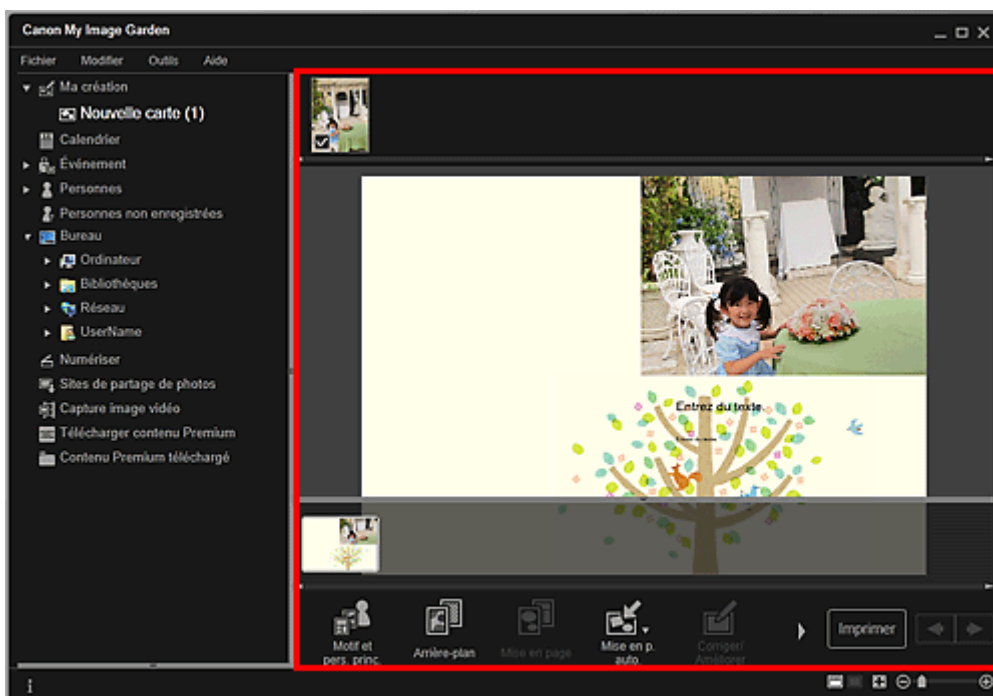 Canon My Image Garden
Fichier Modifier Outils Aide
Ma création
Nouvelle carte (1)
Calendrier
Événement
Personnes
Personnes non enregistrées
Bureau
Ordinateur
Bibliothèques
Réseau
UserName
Numériser
Sites de partage de photos
Capture image vidéo
Télécharger contenu Premium
Contenu Premium téléchargé
Entrez du texte.
Motif et
pers. princ.
Arrière-plan
Mise en page
Mise en p.
auto.
Corriger/
Améliorer
Imprimer